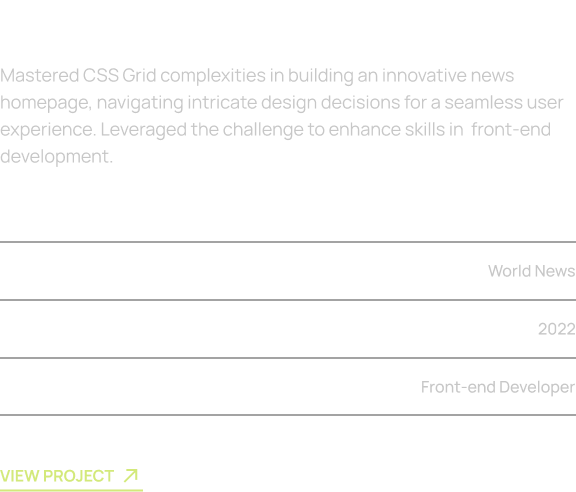 Mastered CSS Grid complexities in building an innovative news
homepage, navigating intricate design decisions for a seamless user
experience. Leveraged the challenge to enhance skills in front-end
development.
World News
2022
Front-end Developer
VIEW PROJECT